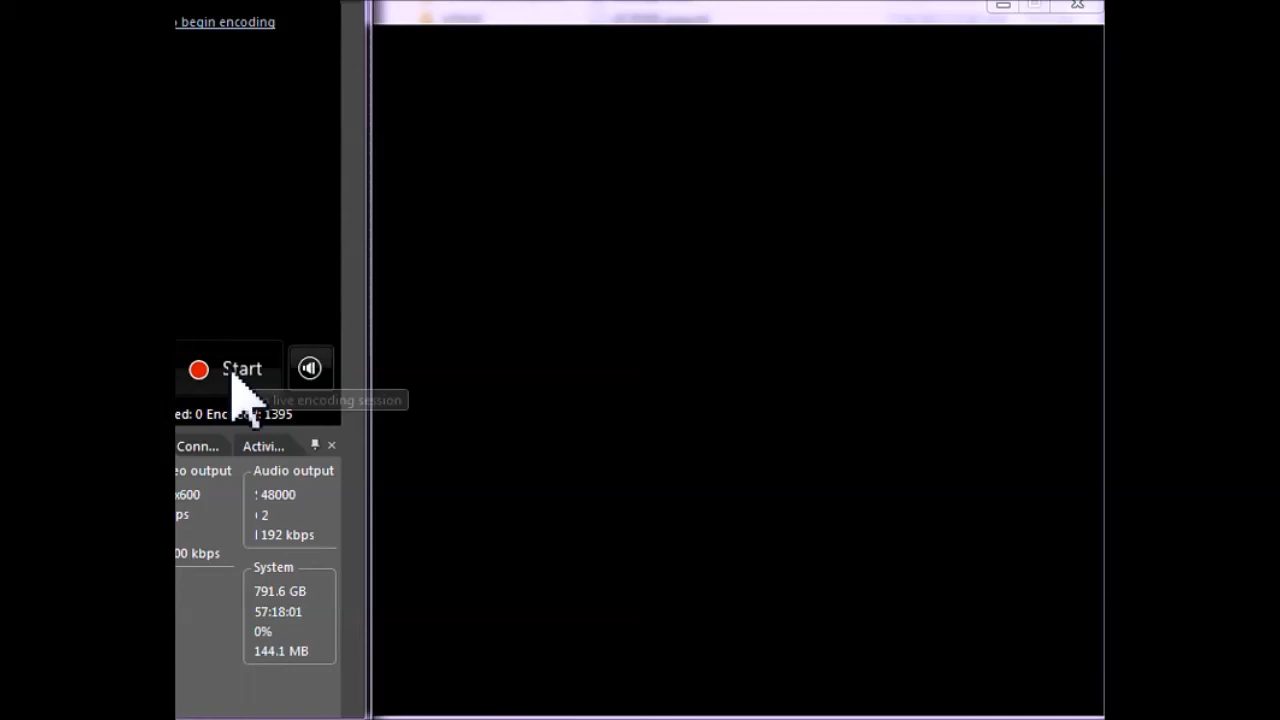 begin encoding
Start
live encoding session
ed: 0 Enc 1395
Conn...
Activi...
eo output
Audio output
x600
48000
ps
2
192 kbps
00 kbps
System
791.6 GB
57:18:01
0%
144.1 MB